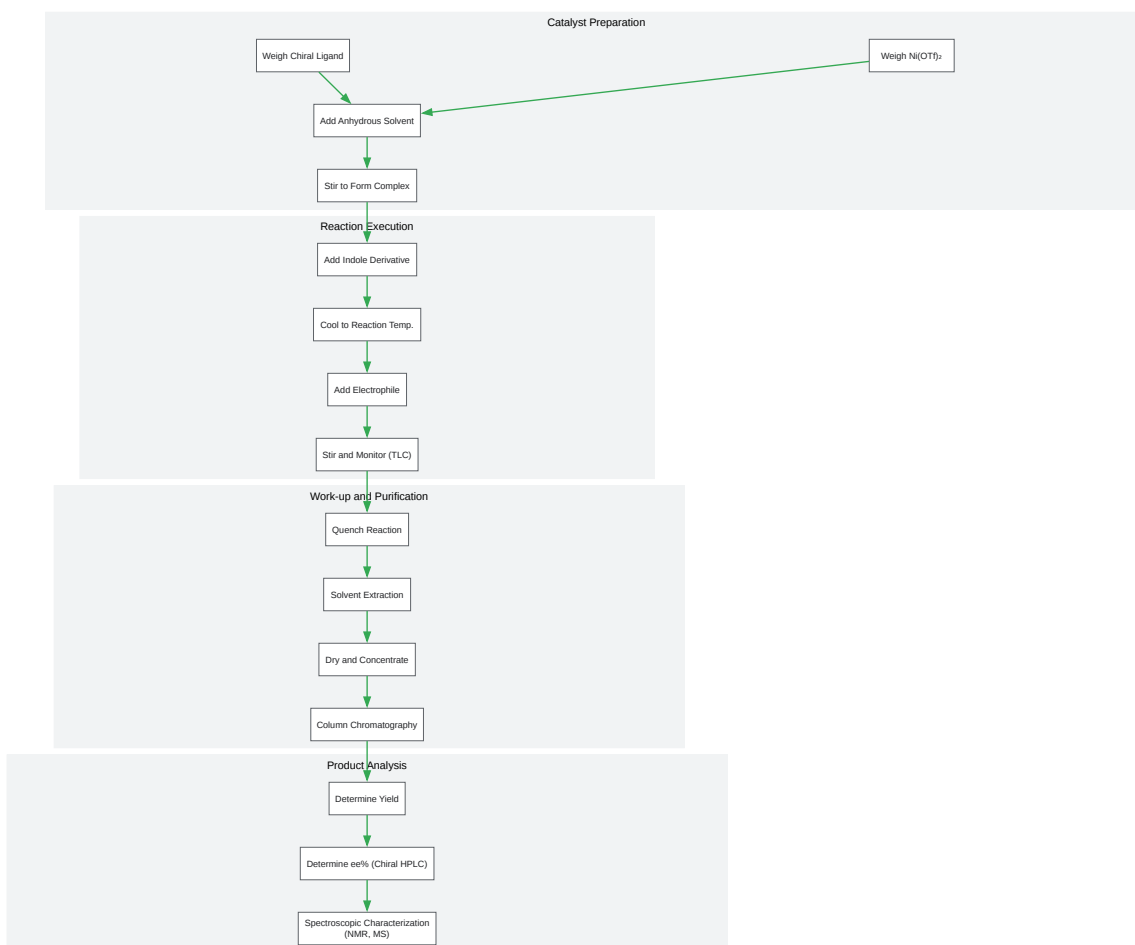 Catalyst Preparation
Weigh Chiral Ligand
Weigh Ni(OTf)₂
Add Anhydrous Solvent
Stir to Form Complex
Reaction Execution
Add Indole Derivative
Cool to Reaction Temp.
Add Electrophile
Stir and Monitor (TLC)
Work-up and Purification
Quench Reaction
Solvent Extraction
Dry and Concentrate
Column Chromatography
Product Analysis
Determine Yield
Determine ee% (Chiral HPLC)
Spectroscopic Characterization
(NMR, MS)